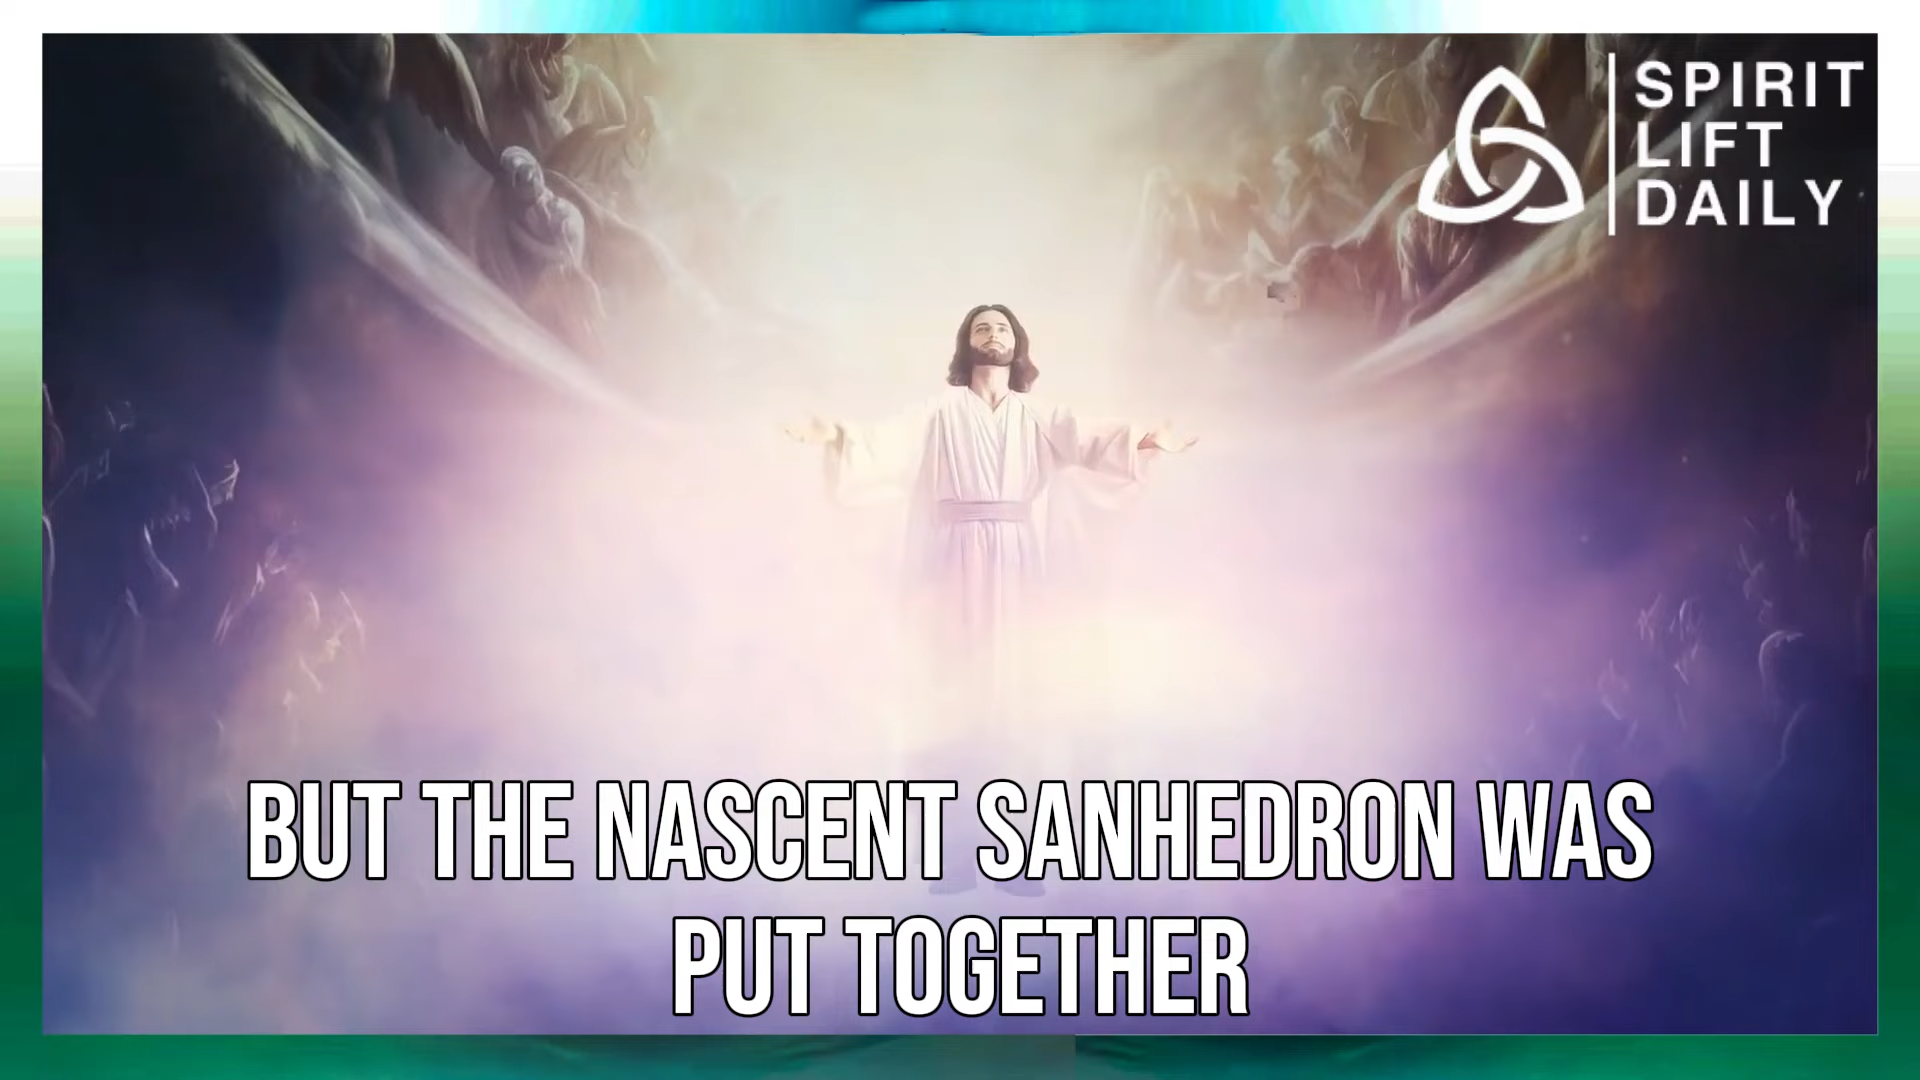 SPIRIT
LIFT
DAILY
BUT THE NASCENT SANHEDRON WAS
PUT TOGETHER